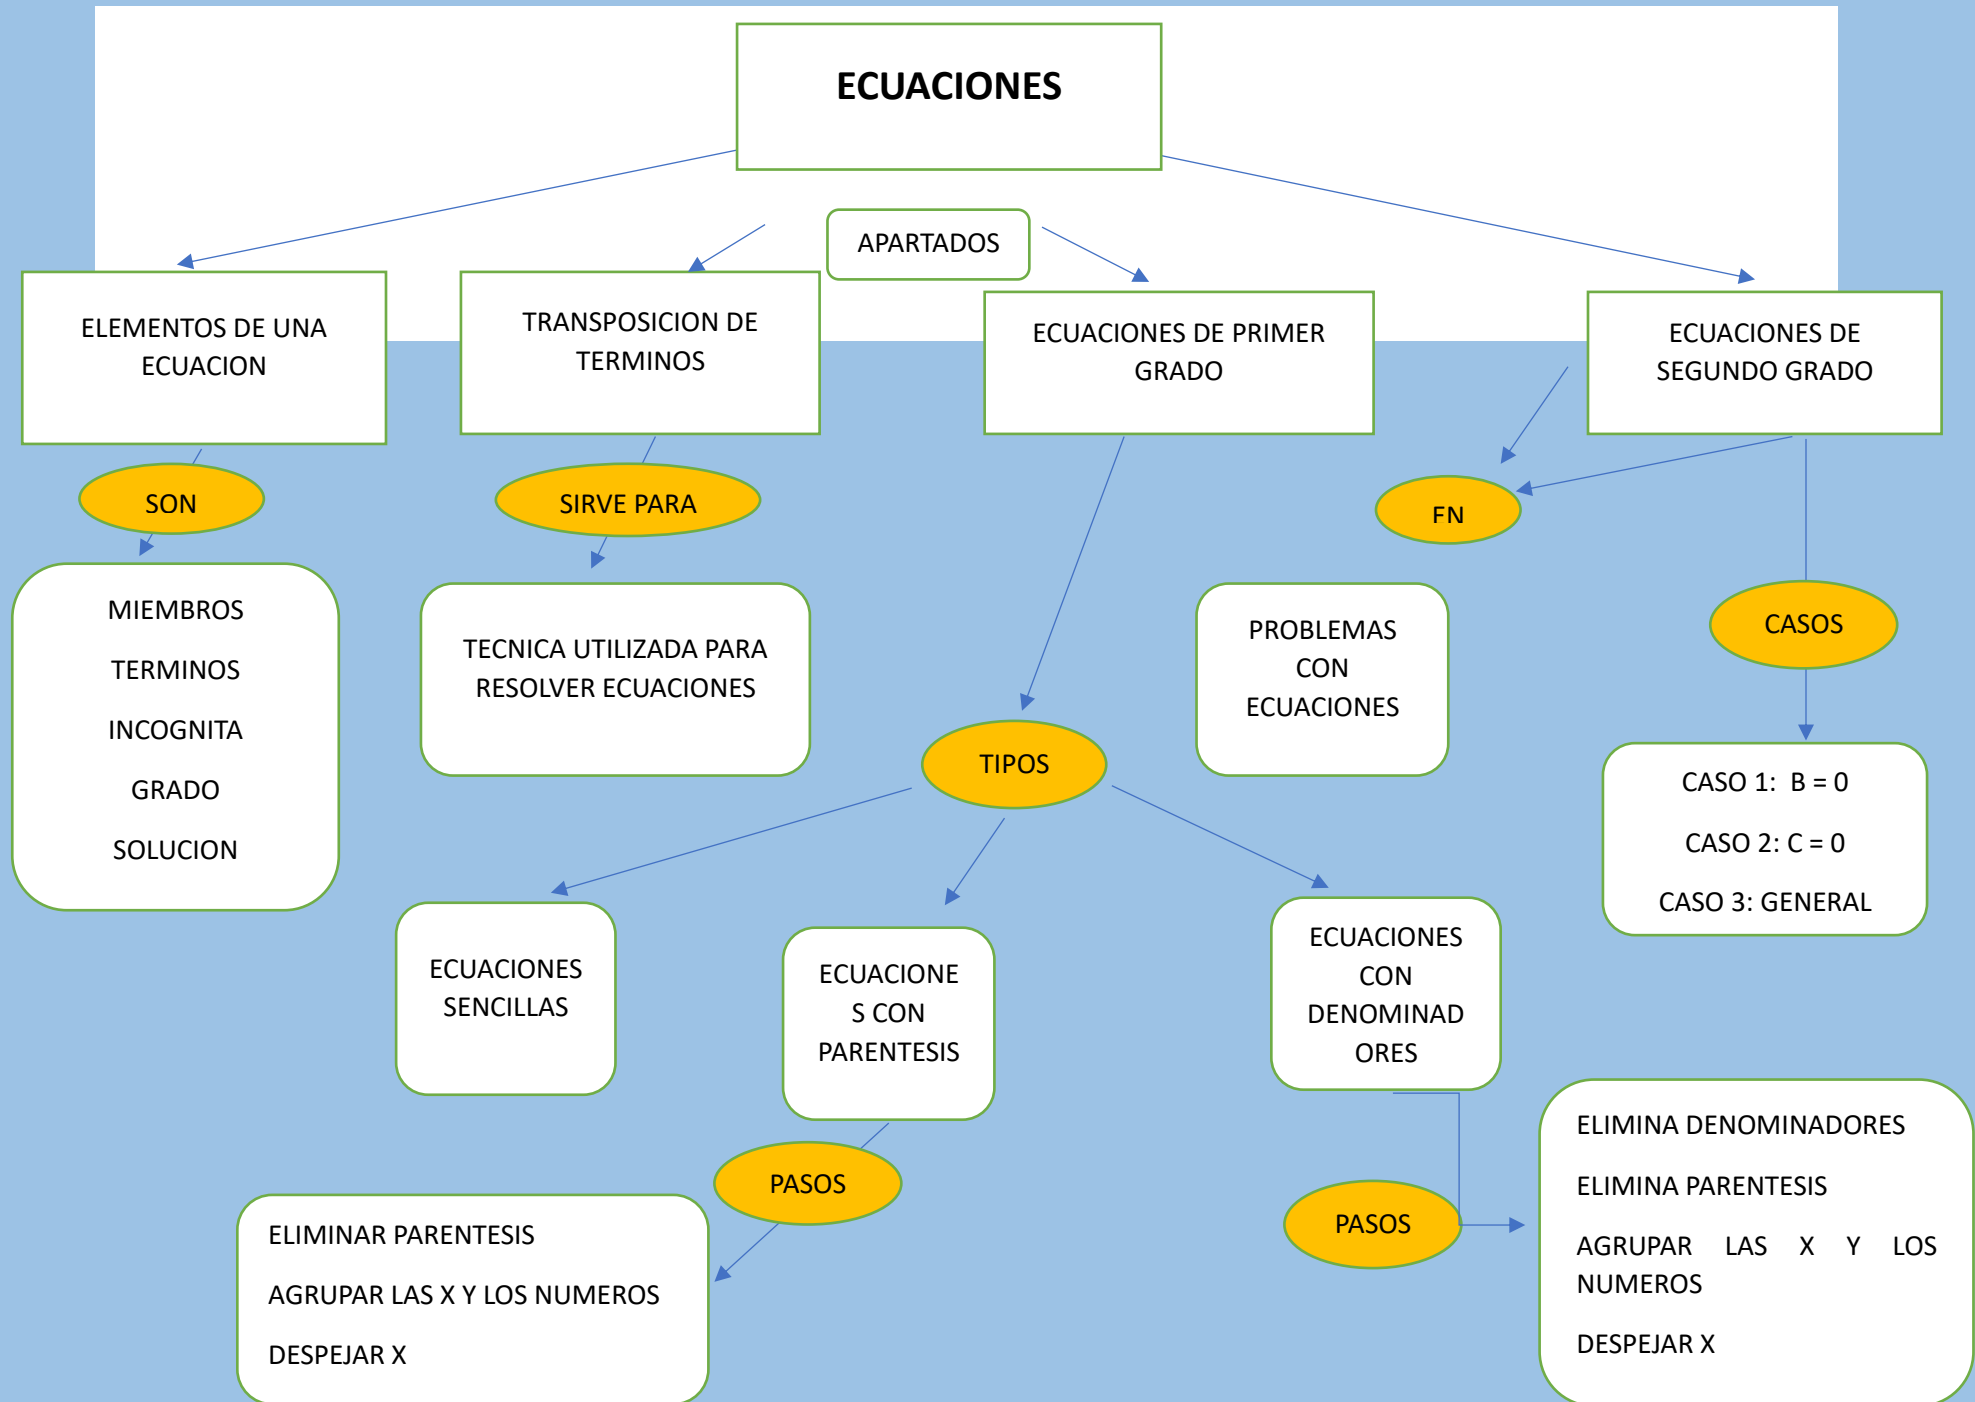 ECUACIONES
APARTADOS
ELEMENTOS DE UNA
ECUACION
TRANSPOSICION DE
TERMINOS
ECUACIONES DE PRIMER
GRADO
ECUACIONES DE
SEGUNDO GRADO
SON
SIRVE PARA
CASOS
MIEMBROS
TERMINOS
INCOGNITA
GRADO
SOLUCION
TECNICA UTILIZADA PARA
RESOLVER ECUACIONES
PROBLEMAS
CON
ECUACIONES
TIPOS
CASO 1:  B = 0
CASO 2: C = 0
CASO 3: GENERAL
ECUACIONES
SENCILLAS
ECUACIONE
S CON
PARENTESIS
ECUACIONES
CON
DENOMINAD
ORES
PASOS
ELIMINAR PARENTESIS
AGRUPAR LAS X Y LOS NUMEROS
DESPEJAR X
PASOS
ELIMINA DENOMINADORES
ELIMINA PARENTESIS
AGRUPAR LAS X Y LOS
NUMEROS
DESPEJAR X